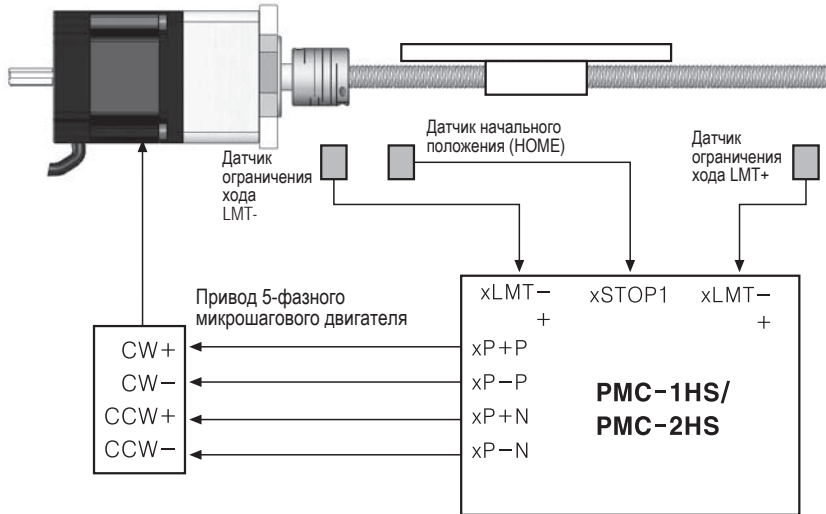 Датчик
ограничения
хода
LMT-
Датчик начального
положения (HOME)
Датчик
ограничения
хода LMT+
xLMT−
+
xSTOP1
xLMT−
+
Привод 5-фазного
микрошагового двигателя
CW+
CW−
CCW+
CCW−
xP+P
xP−P
xP+N
xP−N
PMC-1HS/
PMC-2HS